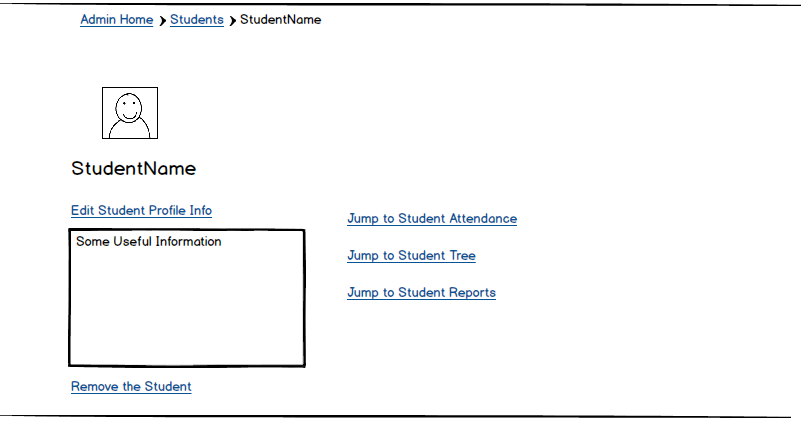 Admin Home ❯ Students ❯ StudentName
StudentName
Edit Student Profile Info
Some Useful Information
Remove the Student
Jump to Student Attendance
Jump to Student Tree
Jump to Student Reports